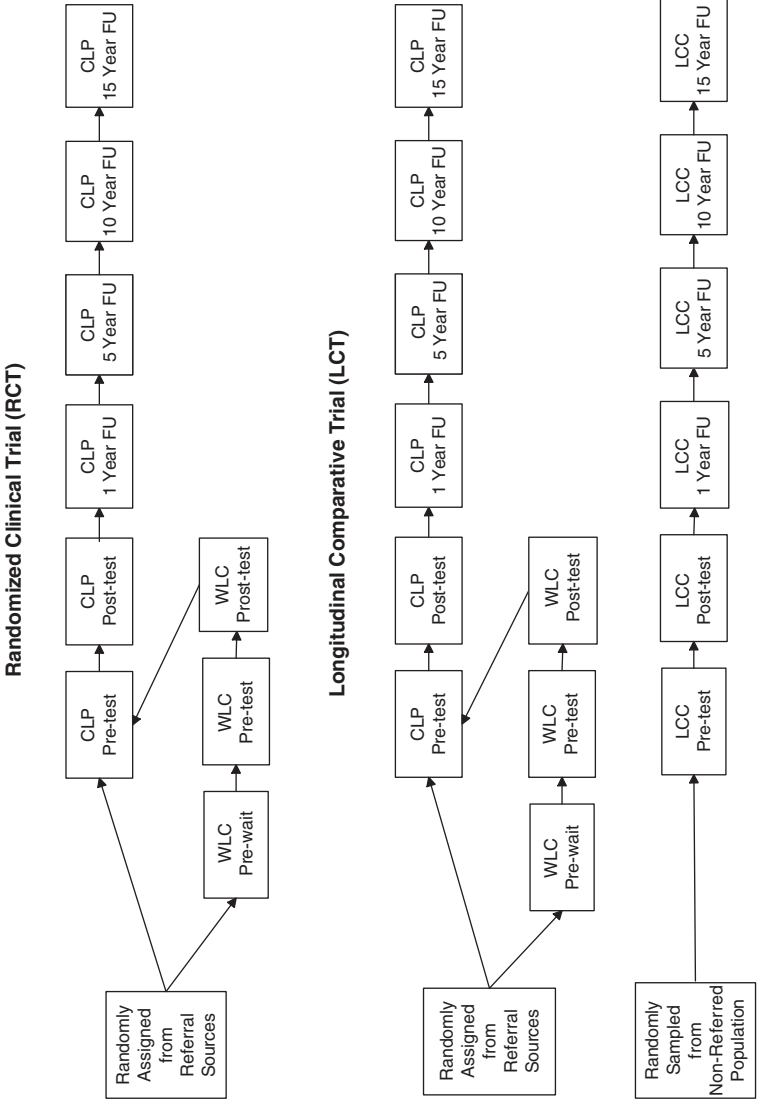 Randomized Clinical Trial (RCT)
Randomly
Assigned
from
Referral
Sources
CLP
Pre-test
CLP
Post-test
CLP
1 Year FU
CLP
5 Year FU
CLP
10 Year FU
CLP
15 Year FU
WLC
Pre-wait
WLC
Pre-test
WLC
Prost-test
Longitudinal Comparative Trial (LCT)
Randomly
Assigned
from
Referral
Sources
CLP
Pre-test
CLP
Post-test
CLP
1 Year FU
CLP
5 Year FU
CLP
10 Year FU
CLP
15 Year FU
WLC
Pre-wait
WLC
Pre-test
WLC
Post-test
Randomly
Sampled
from
Non-Referred
Population
LCC
Pre-test
LCC
Post-test
LCC
1 Year FU
LCC
5 Year FU
LCC
10 Year FU
LCC
15 Year FU